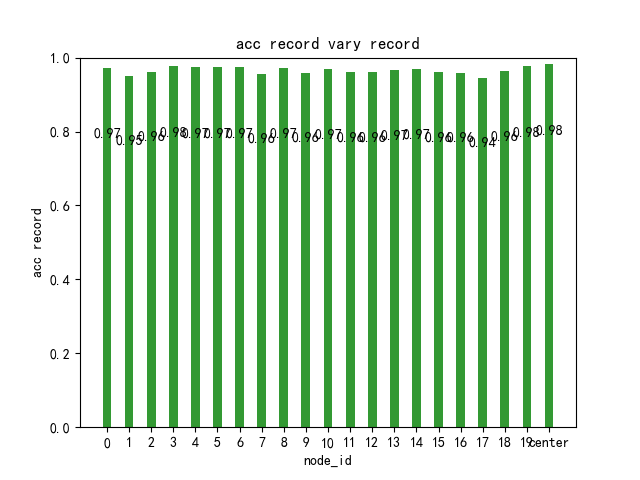 acc record vary record
1.0
0.8
0.6
0.4
0.2
0.0
acc record
0.97 0.95 0.96 0.98 0.97 0.97 0.97 0.96 0.97 0.96 0.97 0.96 0.96 0.97 0.97 0.96 0.96 0.94 0.96 0.98 0.98
0 1 2 3 4 5 6 7 8 9 10 11 12 13 14 15 16 17 18 19 center
node_id